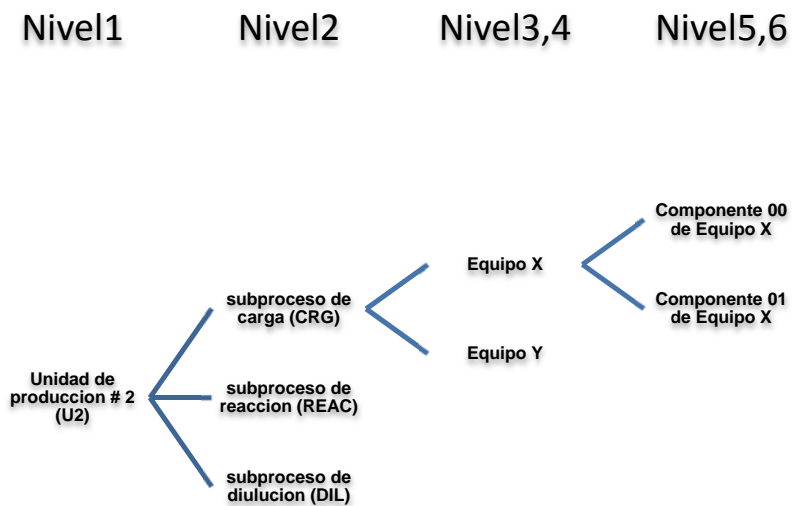 Nivel1
Nivel2
Nivel3,4
Nivel5,6
Unidad de
produccion # 2
(U2)
subproceso de
carga (CRG)
subproceso de
reaccion (REAC)
subproceso de
diulucion (DIL)
Equipo X
Equipo Y
Componente 00
de Equipo X
Componente 01
de Equipo X